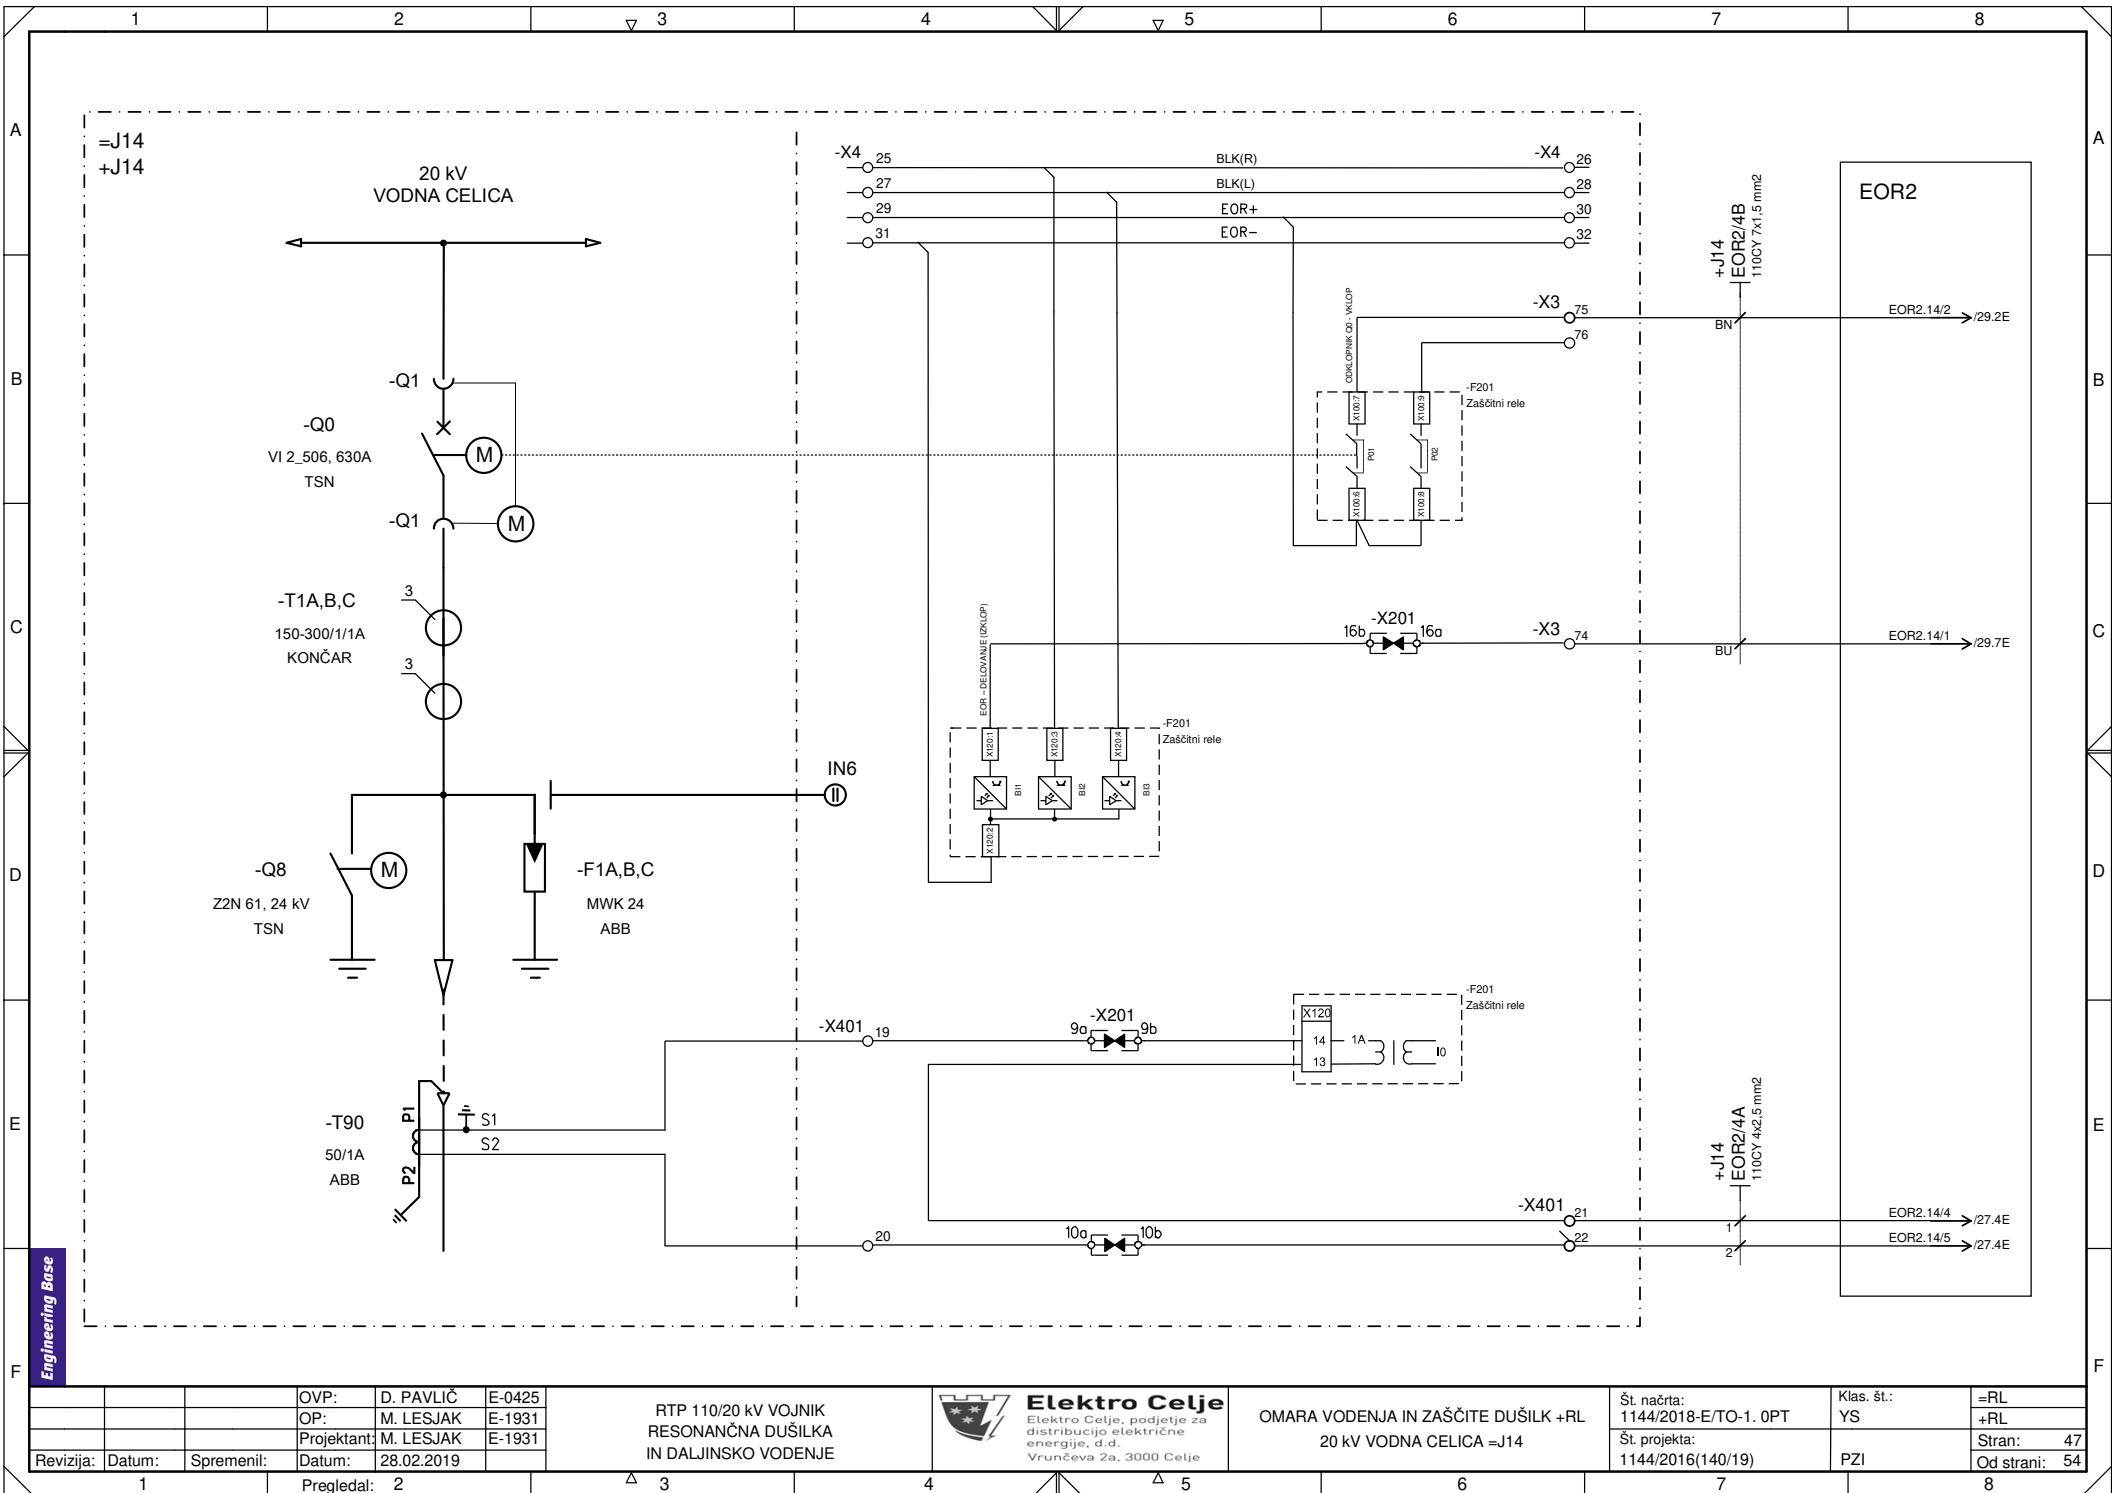 1 2 3 4 5 6 7 8
A A
B B
C C
D D
E E
F F
=J14
+J14
20 kV
VODNA CELICA
-Q1
-Q0
VI 2_506, 630A
TSN
M
-Q1
M
-T1A,B,C
150-300/1/1A
KONČAR
3
3
IN6
-Q8
Z2N 61, 24 kV
TSN
M
-F1A,B,C
MWK 24
ABB
-T90
50/1A
ABB
P1
P2
S1
S2
-X4 25 BLK(R) -X4 26
27 BLK(L) 28
29 EOR+ 30
31 EOR- 32
ODKLOPNIK Q0 - VKLOP
-X3 75
76
-F201
Zaščitni rele
X100:7 X100:9
P01 P02
X100:6 X100:8
EOR - DELOVANJE (IZKLOP)
-X201
16b 16a
-X3 74
-F201
Zaščitni rele
X120:1 X120:3 X120:4
BI1 BI2 BI3
X120:2
-F201
Zaščitni rele
X120
14 1A
13 I0
-X401 19
-X201
9a 9b
-X401 21
20 10a 10b 22
+J14
EOR2/4B
110CY 7x1,5 mm2
BN
BU
+J14
EOR2/4A
110CY 4x2,5 mm2
1
2
EOR2
EOR2.14/2 /29.2E
EOR2.14/1 /29.7E
EOR2.14/4 /27.4E
EOR2.14/5 /27.4E
Engineering Base
OVP: D. PAVLIČ E-0425
OP: M. LESJAK E-1931
Projektant: M. LESJAK E-1931
Revizija: Datum: Spremenil: Datum: 28.02.2019
Pregledal:
RTP 110/20 kV VOJNIK
RESONANČNA DUŠILKA
IN DALJINSKO VODENJE
Elektro Celje
Elektro Celje, podjetje za
distribucijo električne
energije, d.d.
Vrunčeva 2a, 3000 Celje
OMARA VODENJA IN ZAŠČITE DUŠILK +RL
20 kV VODNA CELICA =J14
Št. načrta:
1144/2018-E/TO-1. 0PT
Št. projekta:
1144/2016(140/19)
Klas. št.:
YS
PZI
=RL
+RL
Stran: 47
Od strani: 54
1 2 3 4 5 6 7 8